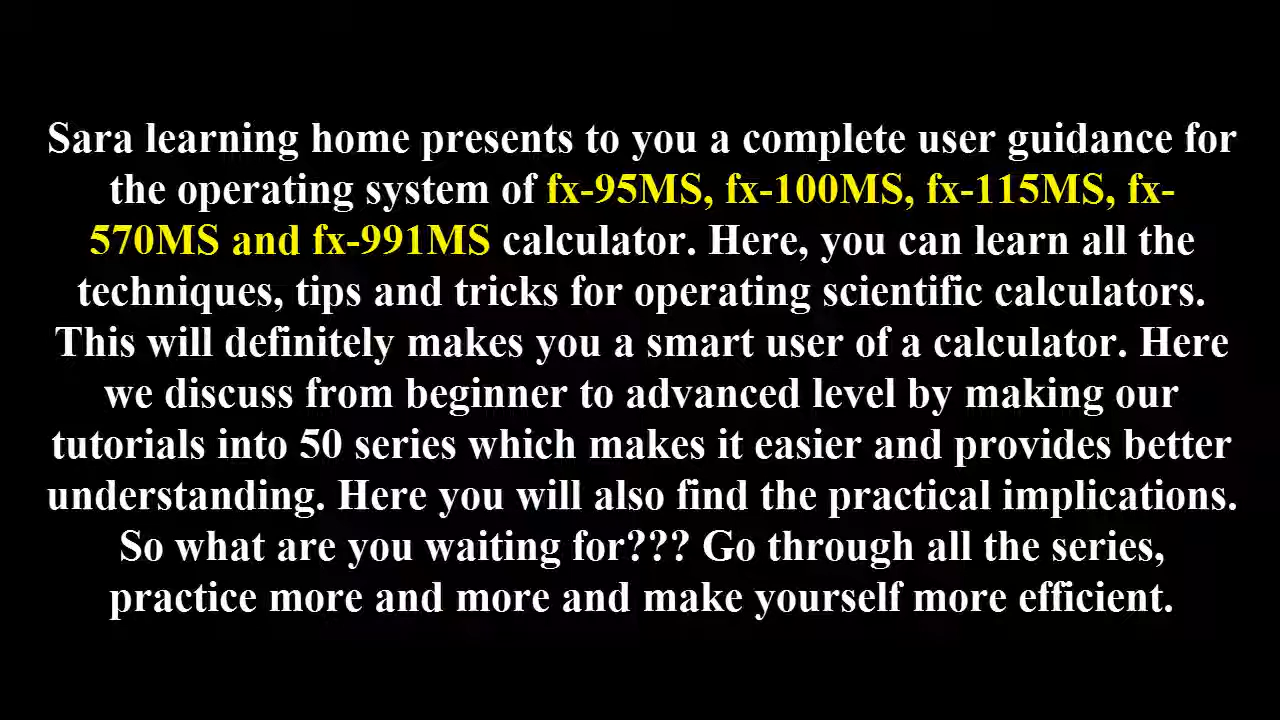 Sara learning home presents to you a complete user guidance for
the operating system of fx-95MS, fx-100MS, fx-115MS, fx-
570MS and fx-991MS calculator. Here, you can learn all the
techniques, tips and tricks for operating scientific calculators.
This will definitely makes you a smart user of a calculator. Here
we discuss from beginner to advanced level by making our
tutorials into 50 series which makes it easier and provides better
understanding. Here you will also find the practical implications.
So what are you waiting for??? Go through all the series,
practice more and more and make yourself more efficient.